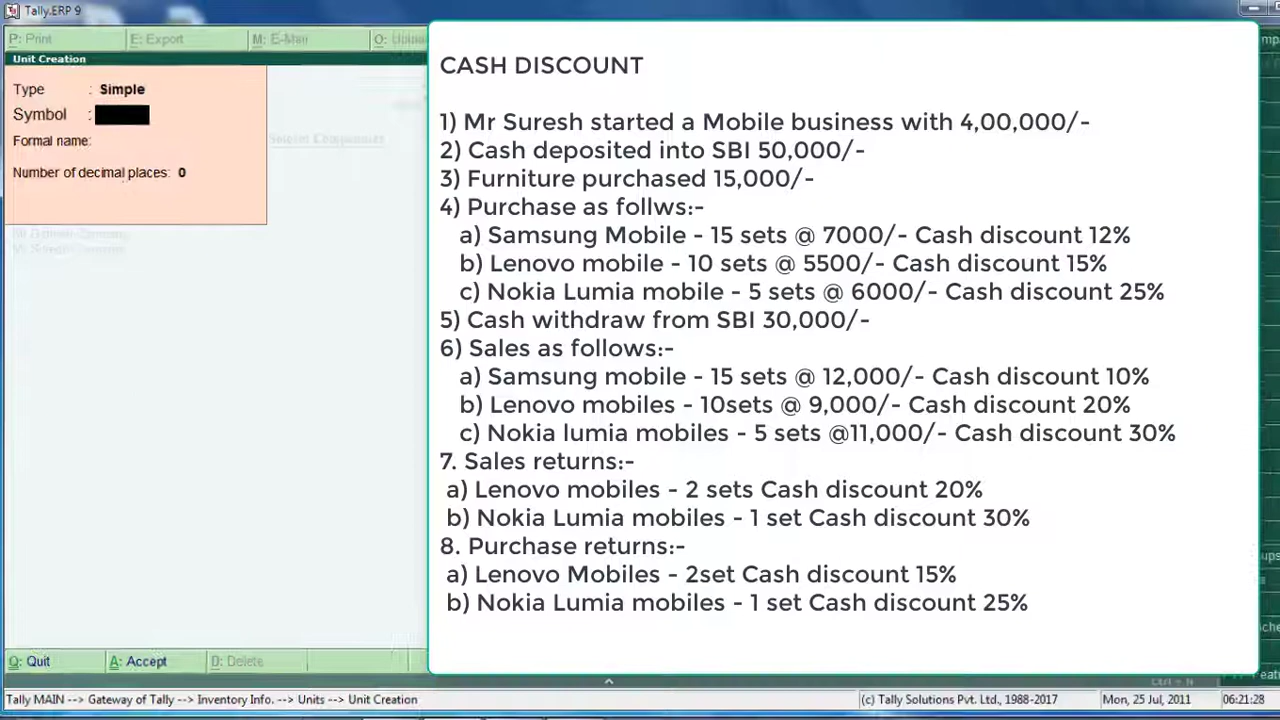 Tally.ERP 9
P: Print
E: Export
M: E-Mail
O: Upload
Unit Creation
Type : Simple
Symbol :
Formal name:
Number of decimal places: 0
CASH DISCOUNT
1) Mr Suresh started a Mobile business with 4,00,000/-
2) Cash deposited into SBI 50,000/-
3) Furniture purchased 15,000/-
4) Purchase as follws:-
a) Samsung Mobile - 15 sets @ 7000/- Cash discount 12%
b) Lenovo mobile - 10 sets @ 5500/- Cash discount 15%
c) Nokia Lumia mobile - 5 sets @ 6000/- Cash discount 25%
5) Cash withdraw from SBI 30,000/-
6) Sales as follows:-
a) Samsung mobile - 15 sets @ 12,000/- Cash discount 10%
b) Lenovo mobiles - 10sets @ 9,000/- Cash discount 20%
c) Nokia lumia mobiles - 5 sets @11,000/- Cash discount 30%
7. Sales returns:-
a) Lenovo mobiles - 2 sets Cash discount 20%
b) Nokia Lumia mobiles - 1 set Cash discount 30%
8. Purchase returns:-
a) Lenovo Mobiles - 2set Cash discount 15%
b) Nokia Lumia mobiles - 1 set Cash discount 25%
Q: Quit
A: Accept
D: Delete
Ctrl + N
Tally MAIN --> Gateway of Tally --> Inventory Info. --> Units --> Unit Creation
(c) Tally Solutions Pvt. Ltd., 1988-2017
Mon, 25 Jul, 2011
06:21:28